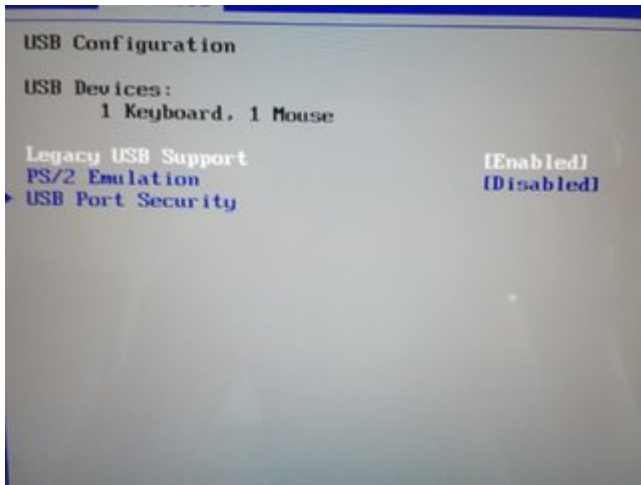 USB Configuration
USB Devices:
1 Keyboard, 1 Mouse
Legacy USB Support [Enabled]
PS/2 Emulation [Disabled]
USB Port Security